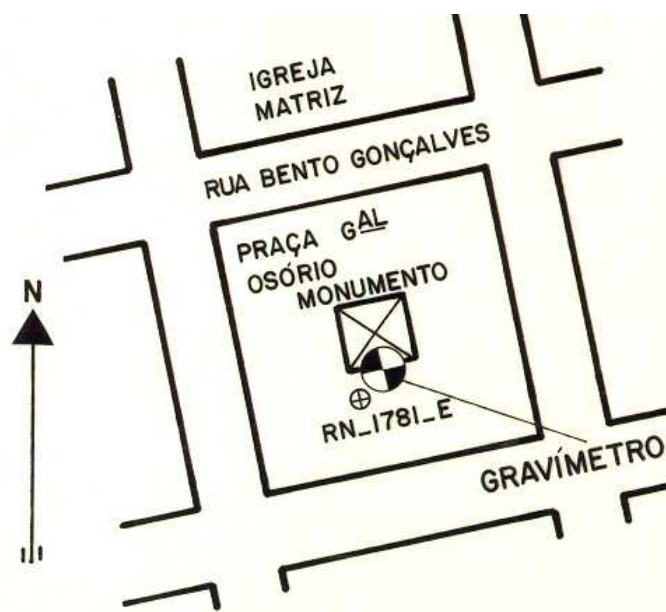 IGREJA
MATRIZ
RUA BENTO GONÇALVES
PRAÇA GAL
OSÓRIO
MONUMENTO
N
RN_1781_E
GRAVÍMETRO